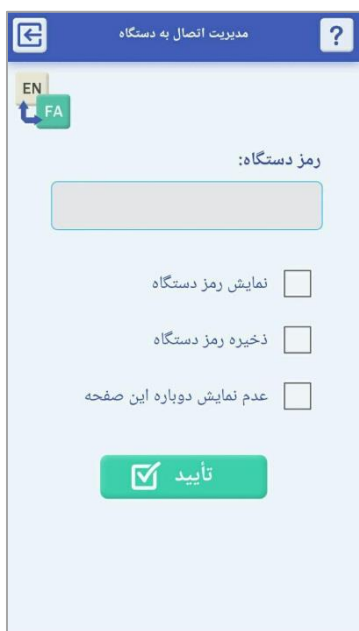 مدیریت اتصال به دستگاه
?
EN
FA
رمز دستگاه:
نمایش رمز دستگاه
ذخیره رمز دستگاه
عدم نمایش دوباره این صفحه
تأیید